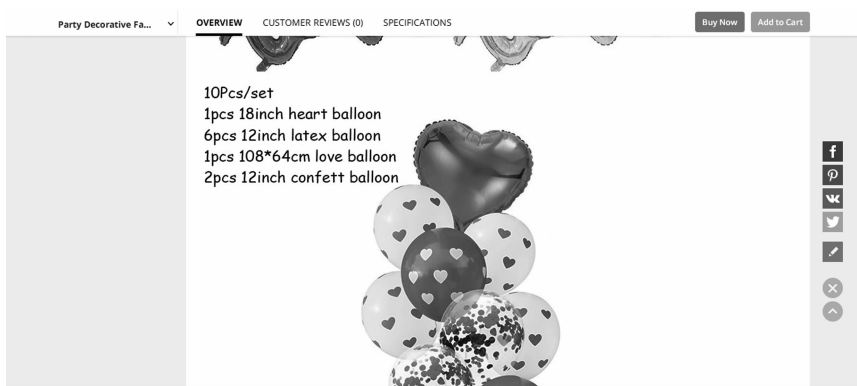 Party Decorative Fa...
OVERVIEW
CUSTOMER REVIEWS (0)
SPECIFICATIONS
Buy Now
Add to Cart
10Pcs/set
1pcs 18inch heart balloon
6pcs 12inch latex balloon
1pcs 108*64cm love balloon
2pcs 12inch confett balloon